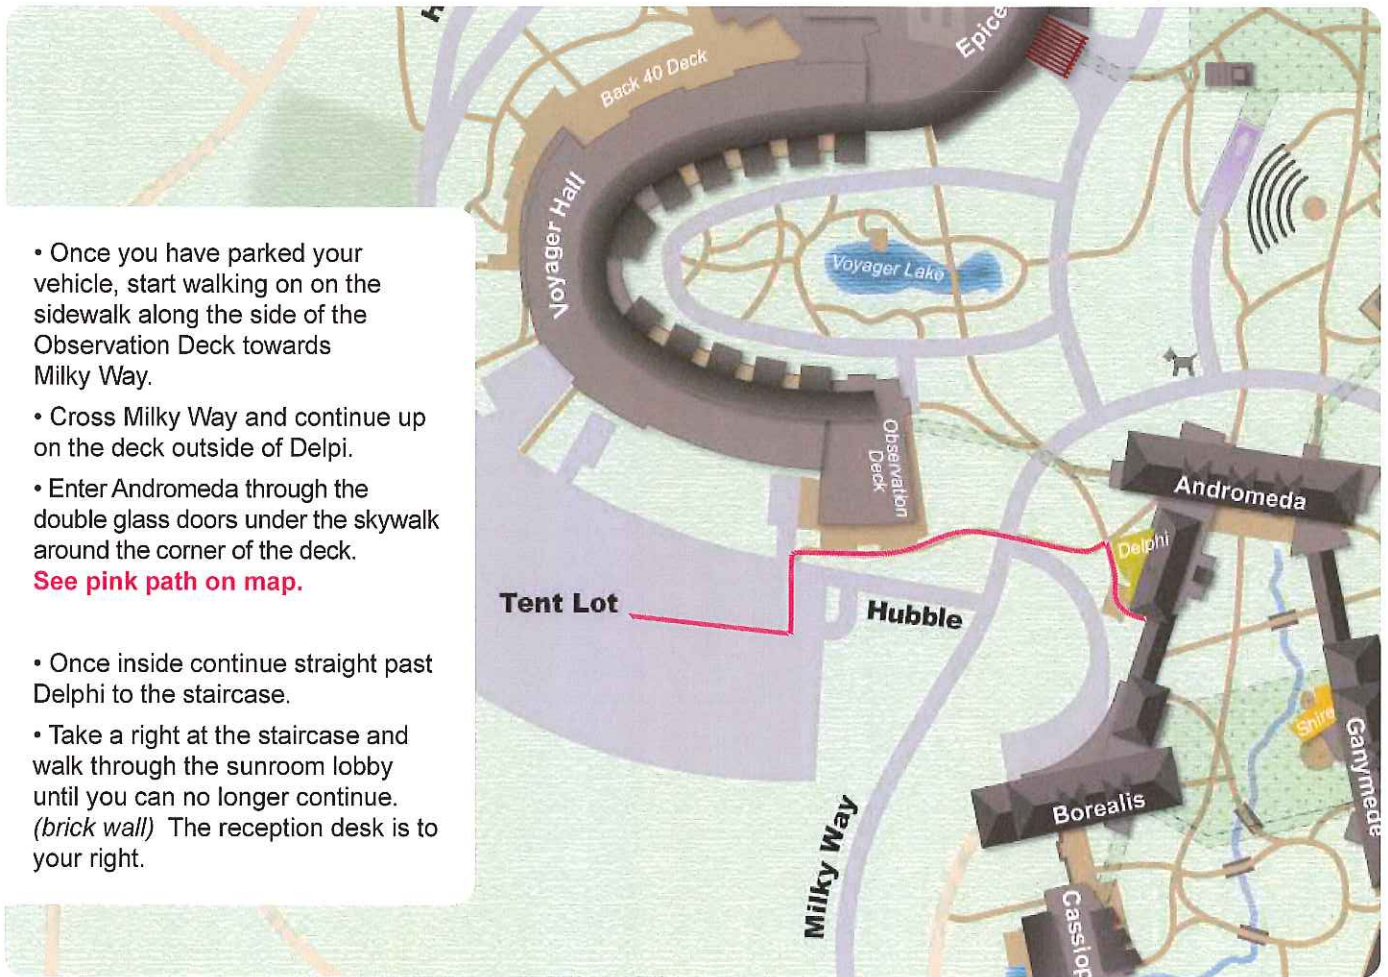 • Once you have parked your
vehicle, start walking on on the
sidewalk along the side of the
Observation Deck towards
Milky Way.
• Cross Milky Way and continue up
on the deck outside of Delpi.
• Enter Andromeda through the
double glass doors under the skywalk
around the corner of the deck.
See pink path on map.
• Once inside continue straight past
Delphi to the staircase.
• Take a right at the staircase and
walk through the sunroom lobby
until you can no longer continue.
(brick wall) The reception desk is to
your right.
Back 40 Deck
Epice
Voyager Hall
Voyager Lake
Observation
Deck
Andromeda
Delphi
Tent Lot
Hubble
Shire
Ganymede
Borealis
Milky Way
Cassiop